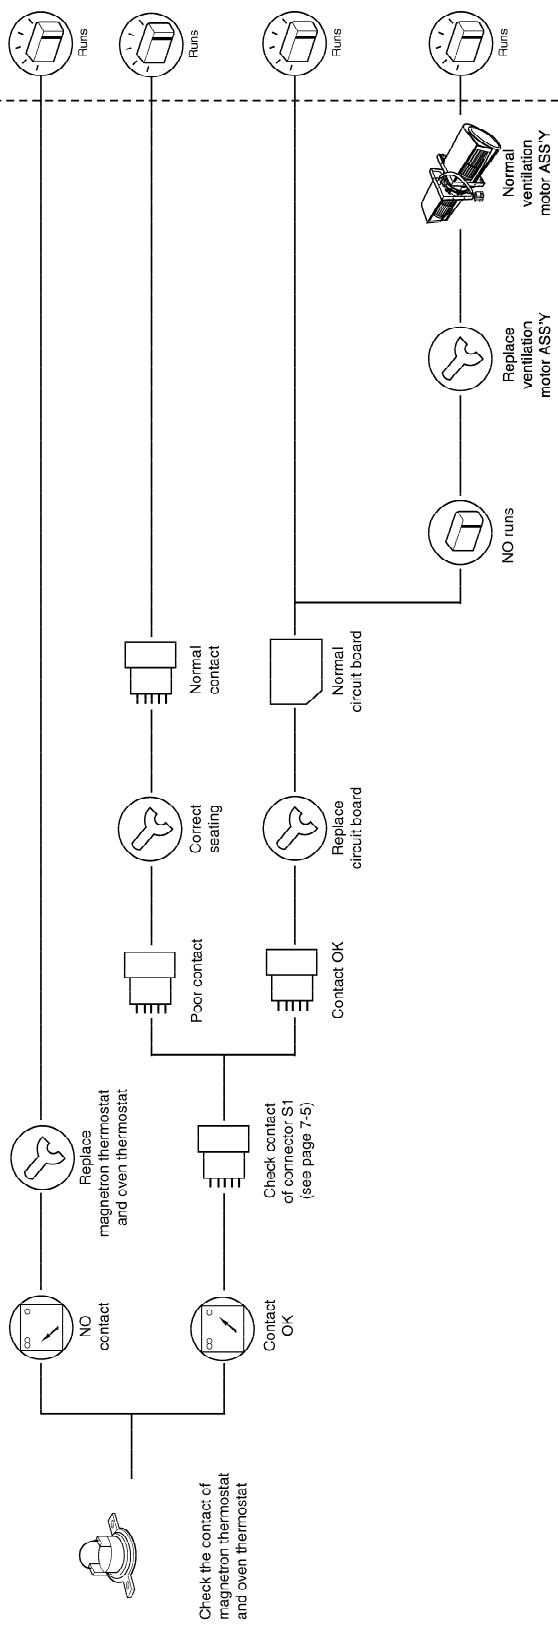 Check the contact of
magnetron thermostat
and oven thermostat
NO
contact
Replace
magnetron thermostat
and oven thermostat
Runs
Contact
OK
Check contact
of connector S1
(see page 7-5)
Poor contact
Correct
seating
Normal
contact
Runs
Contact OK
Replace
circuit board
Normal
circuit board
Runs
NO runs
Replace
ventilation
motor ASS'Y
Normal
ventilation
motor ASS'Y
Runs